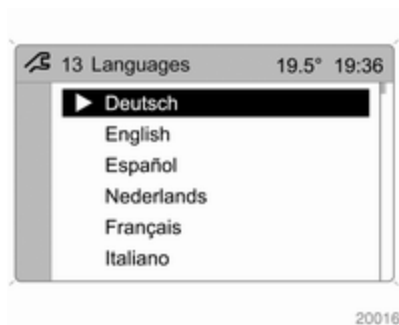 13 Languages 19.5° 19:36
Deutsch
English
Español
Nederlands
Français
Italiano
20016